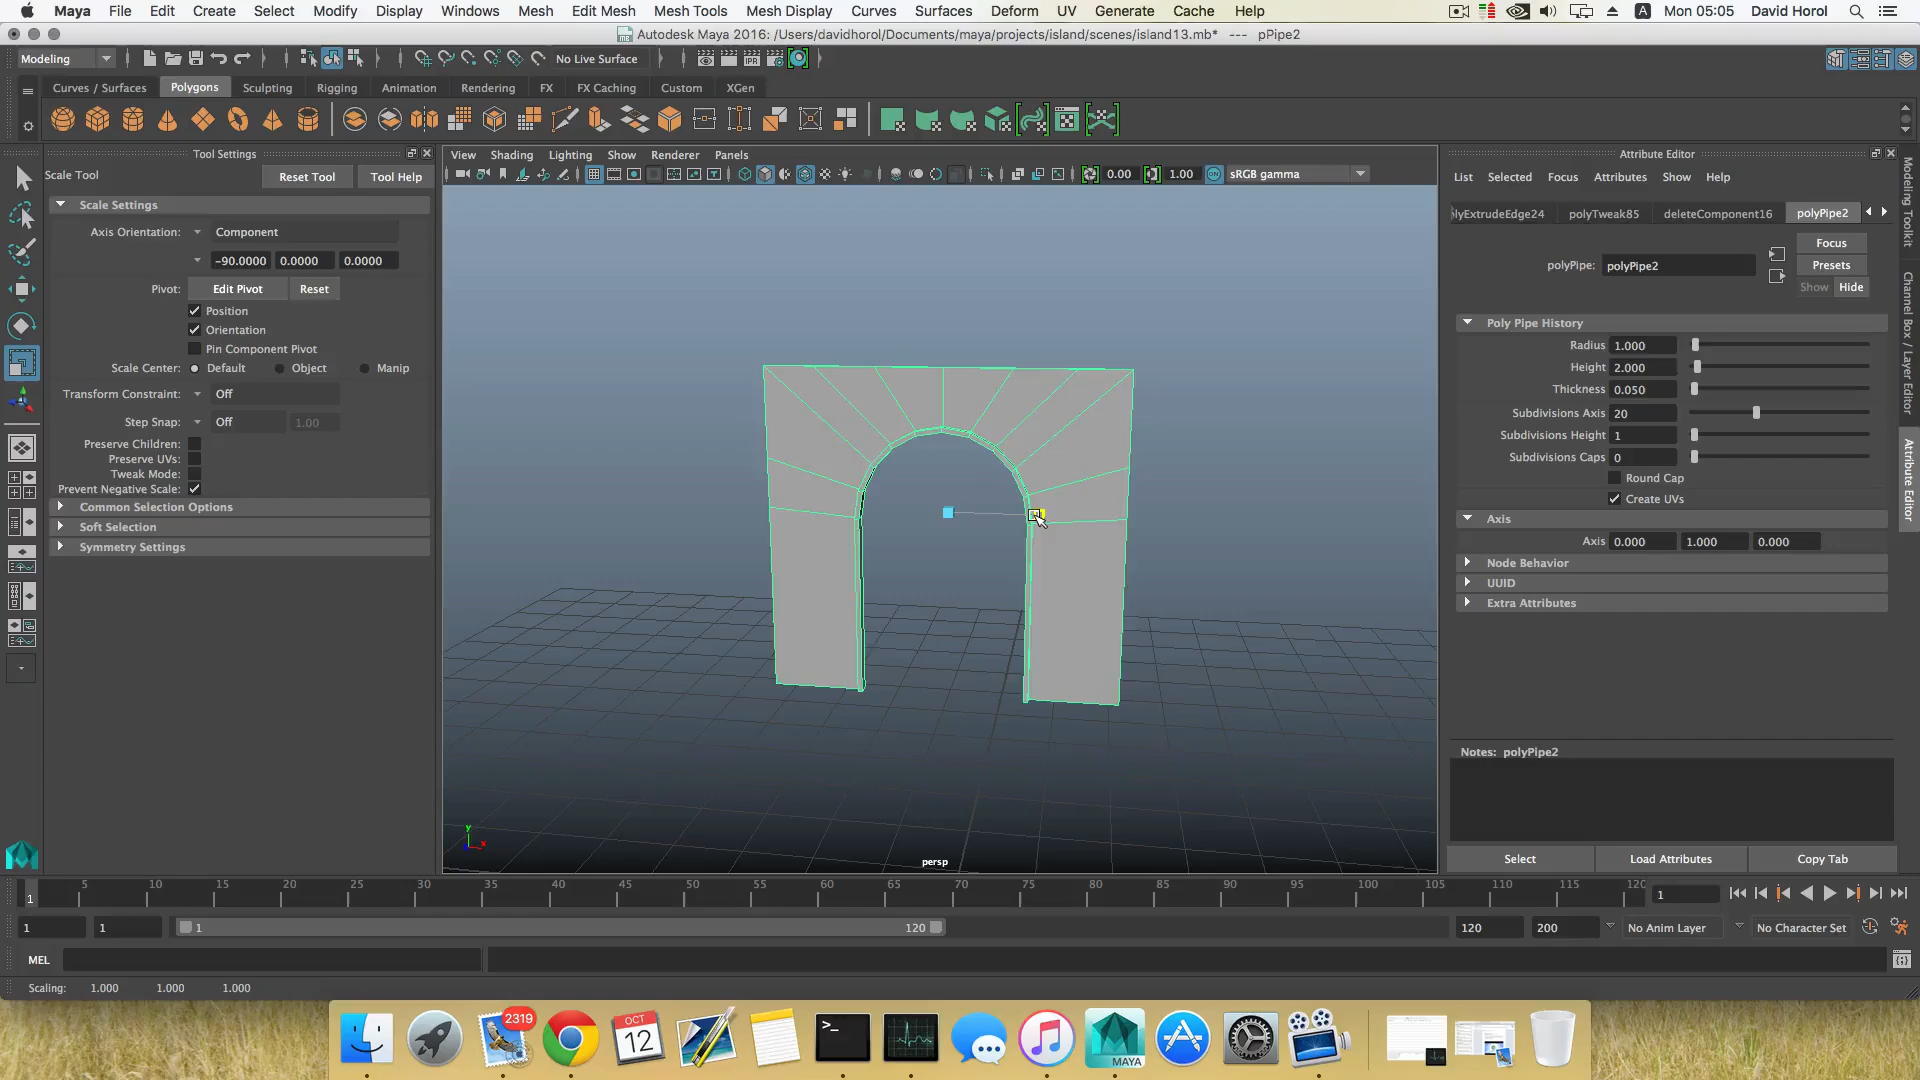 Maya File Edit Create Select Modify Display Windows Mesh Edit Mesh Mesh Tools Mesh Display Curves Surfaces Deform UV Generate Cache Help A Mon 05:05 David Horol
Autodesk Maya 2016: /Users/davidhorol/Documents/maya/projects/island/scenes/island13.mb* --- pPipe2
Modeling No Live Surface
Curves / Surfaces Polygons Sculpting Rigging Animation Rendering FX FX Caching Custom XGen
Tool Settings
Scale Tool Reset Tool Tool Help
Scale Settings
Axis Orientation: Component
-90.0000 0.0000 0.0000
Pivot: Edit Pivot Reset
Position
Orientation
Pin Component Pivot
Scale Center: Default Object Manip
Transform Constraint: Off
Step Snap: Off 1.00
Preserve Children:
Preserve UVs:
Tweak Mode:
Prevent Negative Scale:
Common Selection Options
Soft Selection
Symmetry Settings
View Shading Lighting Show Renderer Panels
IPR
0.00 ON 1.00 sRGB gamma
y
x
persp
Attribute Editor
List Selected Focus Attributes Show Help
lyExtrudeEdge24 polyTweak85 deleteComponent16 polyPipe2
polyPipe: polyPipe2
Focus
Presets
Show Hide
Poly Pipe History
Radius 1.000
Height 2.000
Thickness 0.050
Subdivisions Axis 20
Subdivisions Height 1
Subdivisions Caps 0
Round Cap
Create UVs
Axis
Axis 0.000 1.000 0.000
Node Behavior
UUID
Extra Attributes
Notes: polyPipe2
Select Load Attributes Copy Tab
Modeling Toolkit
Channel Box / Layer Editor
Attribute Editor
1 5 10 15 20 25 30 35 40 45 50 55 60 65 70 75 80 85 90 95 100 105 110 115 120 1
1 1 1 120 120 200 No Anim Layer No Character Set
MEL
Scaling: 1.000 1.000 1.000
2319
OCT
12
>_
MAYA